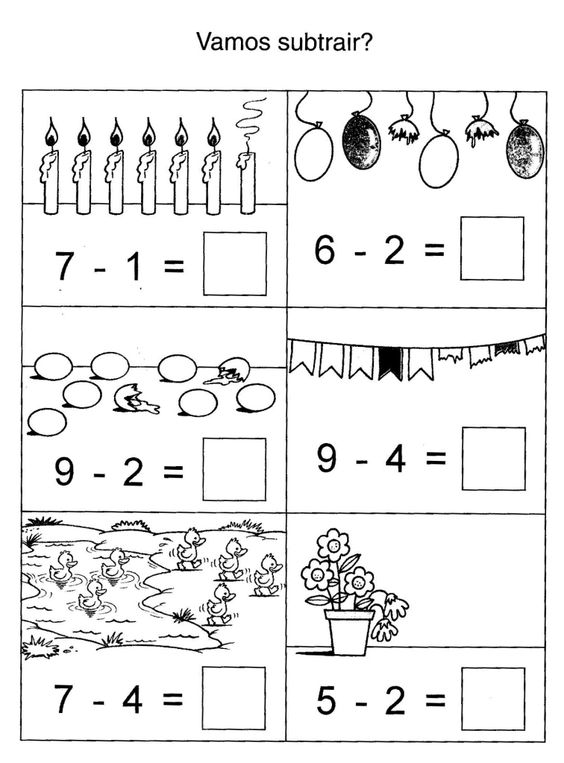 Vamos subtrair?
7 - 1 =
6 - 2 =
9 - 2 =
9 - 4 =
7 - 4 =
5 - 2 =